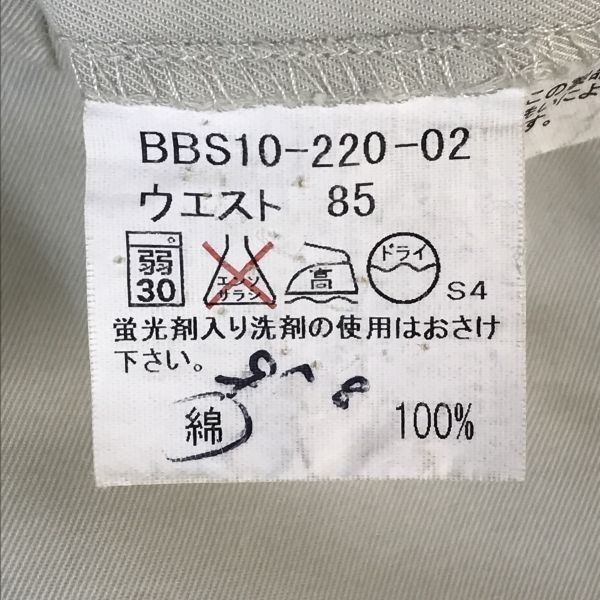 BBS10-220-02
ウエスト 85
弱 30 エンソ サラシ 高 ドライ S4
蛍光剤入り洗剤の使用はおさけ
下さい。
綿 100%